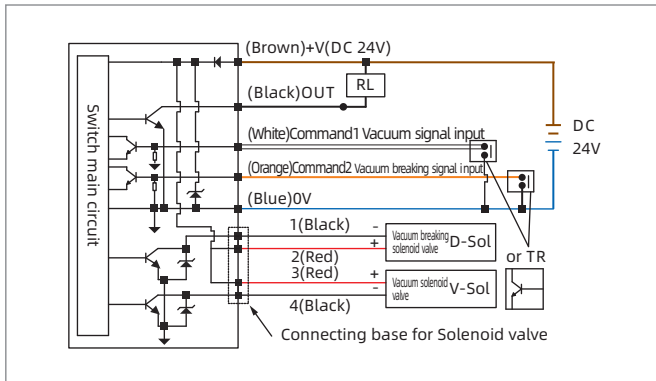 (Brown)+V(DC 24V)
(Black)OUT
RL
(White)Command1 Vacuum signal input
(Orange)Command2 Vacuum breaking signal input
(Blue)0V
DC
24V
Switch main circuit
1(Black)
-
+
2(Red)
3(Red)
+
-
4(Black)
Vacuum breaking
solenoid valve
D-Sol
Vacuum solenoid
valve
V-Sol
or TR
Connecting base for Solenoid valve